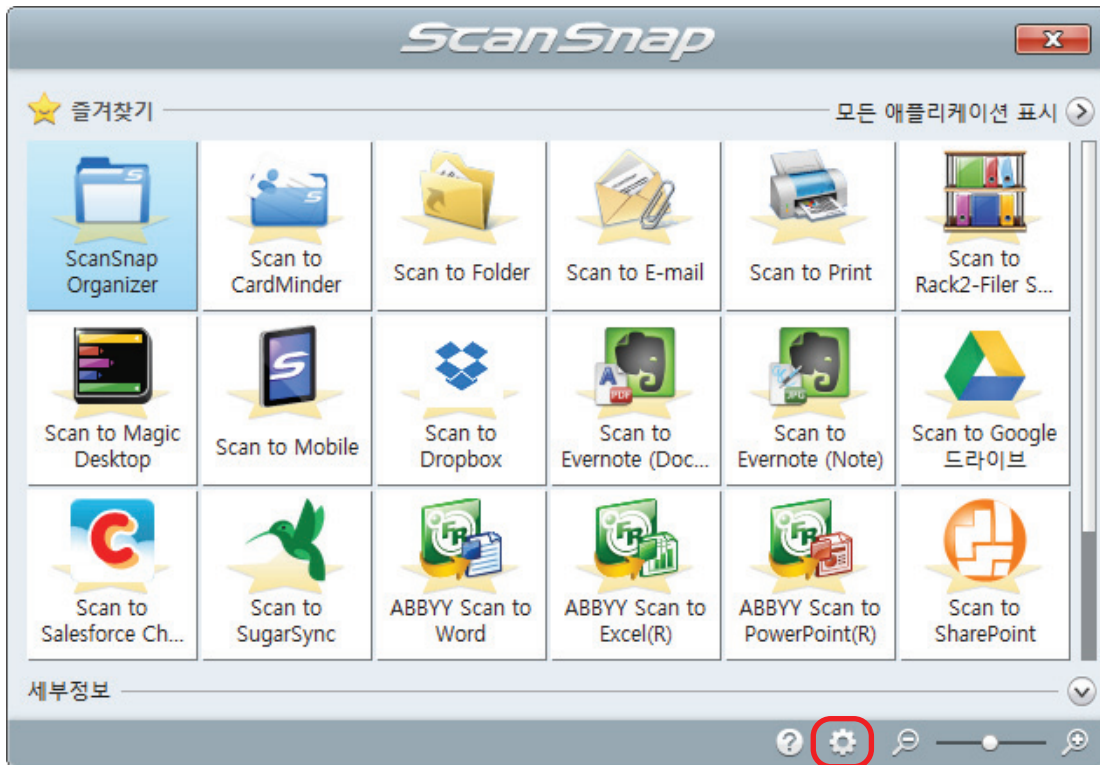 ScanSnap
즐겨찾기
모든 애플리케이션 표시
ScanSnap
Organizer
Scan to
CardMinder
Scan to Folder
Scan to E-mail
Scan to Print
Scan to
Rack2-Filer S...
Scan to Magic
Desktop
Scan to Mobile
Scan to
Dropbox
Scan to
Evernote (Doc...
Scan to
Evernote (Note)
Scan to Google
드라이브
Scan to
Salesforce Ch...
Scan to
SugarSync
ABBYY Scan to
Word
ABBYY Scan to
Excel(R)
ABBYY Scan to
PowerPoint(R)
Scan to
SharePoint
세부정보